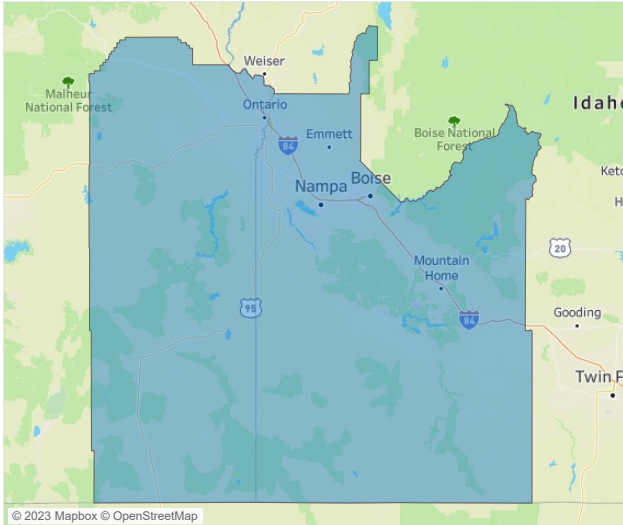 Weiser
Malheur
National Forest
Ontario
84
Emmett
Boise National
Forest
Idaho
Ketc
H
Nampa
Boise
20
Mountain
Home
95
84
Gooding
Twin F
© 2023 Mapbox © OpenStreetMap